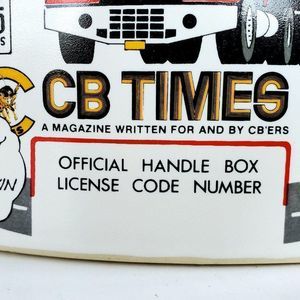 CB TIMES
A MAGAZINE WRITTEN FOR AND BY CB'ERS
OFFICIAL HANDLE BOX
LICENSE CODE NUMBER